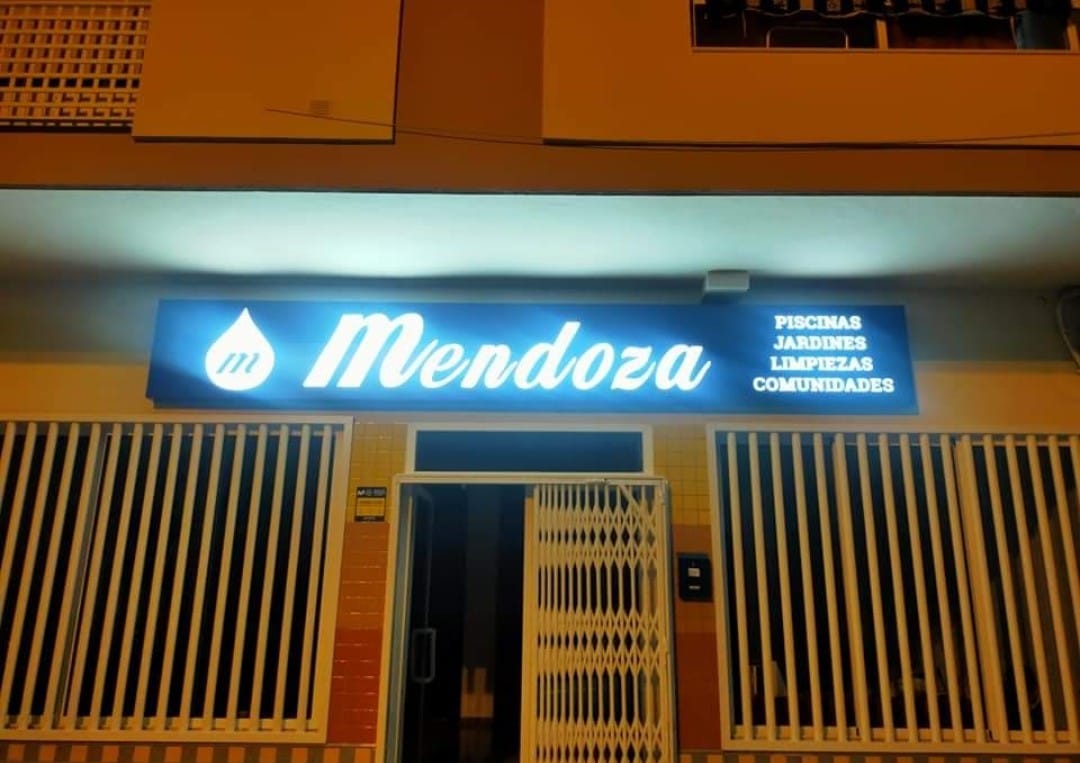 m
Mendoza
PISCINAS
JARDINES
LIMPIEZAS
COMUNIDADES